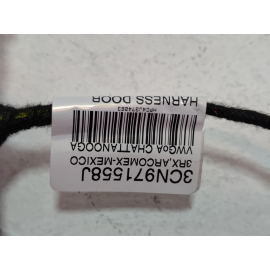 3CN971558J
VWGoA CHATTANOOGA
3RX,ARCOMEX-MEXICO
HARNESS DOOR